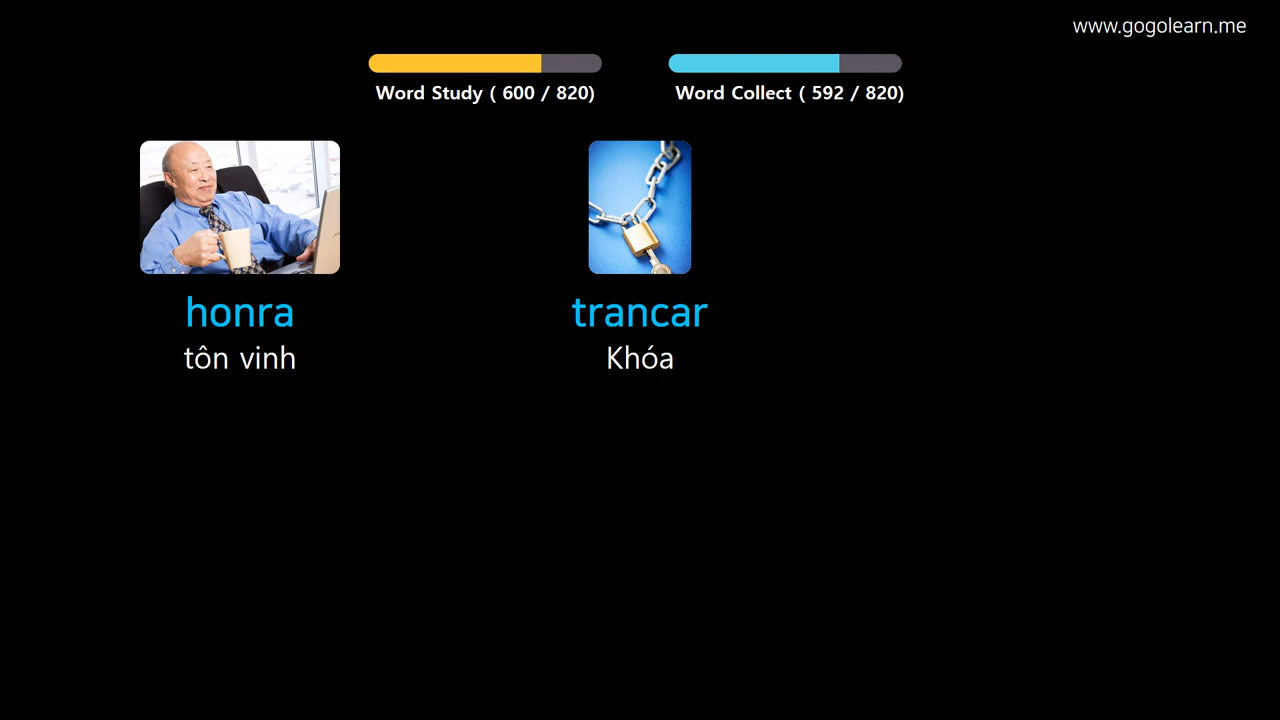 www.gogolearn.me
Word Study ( 600 / 820)
Word Collect ( 592 / 820)
honra
tôn vinh
trancar
Khóa